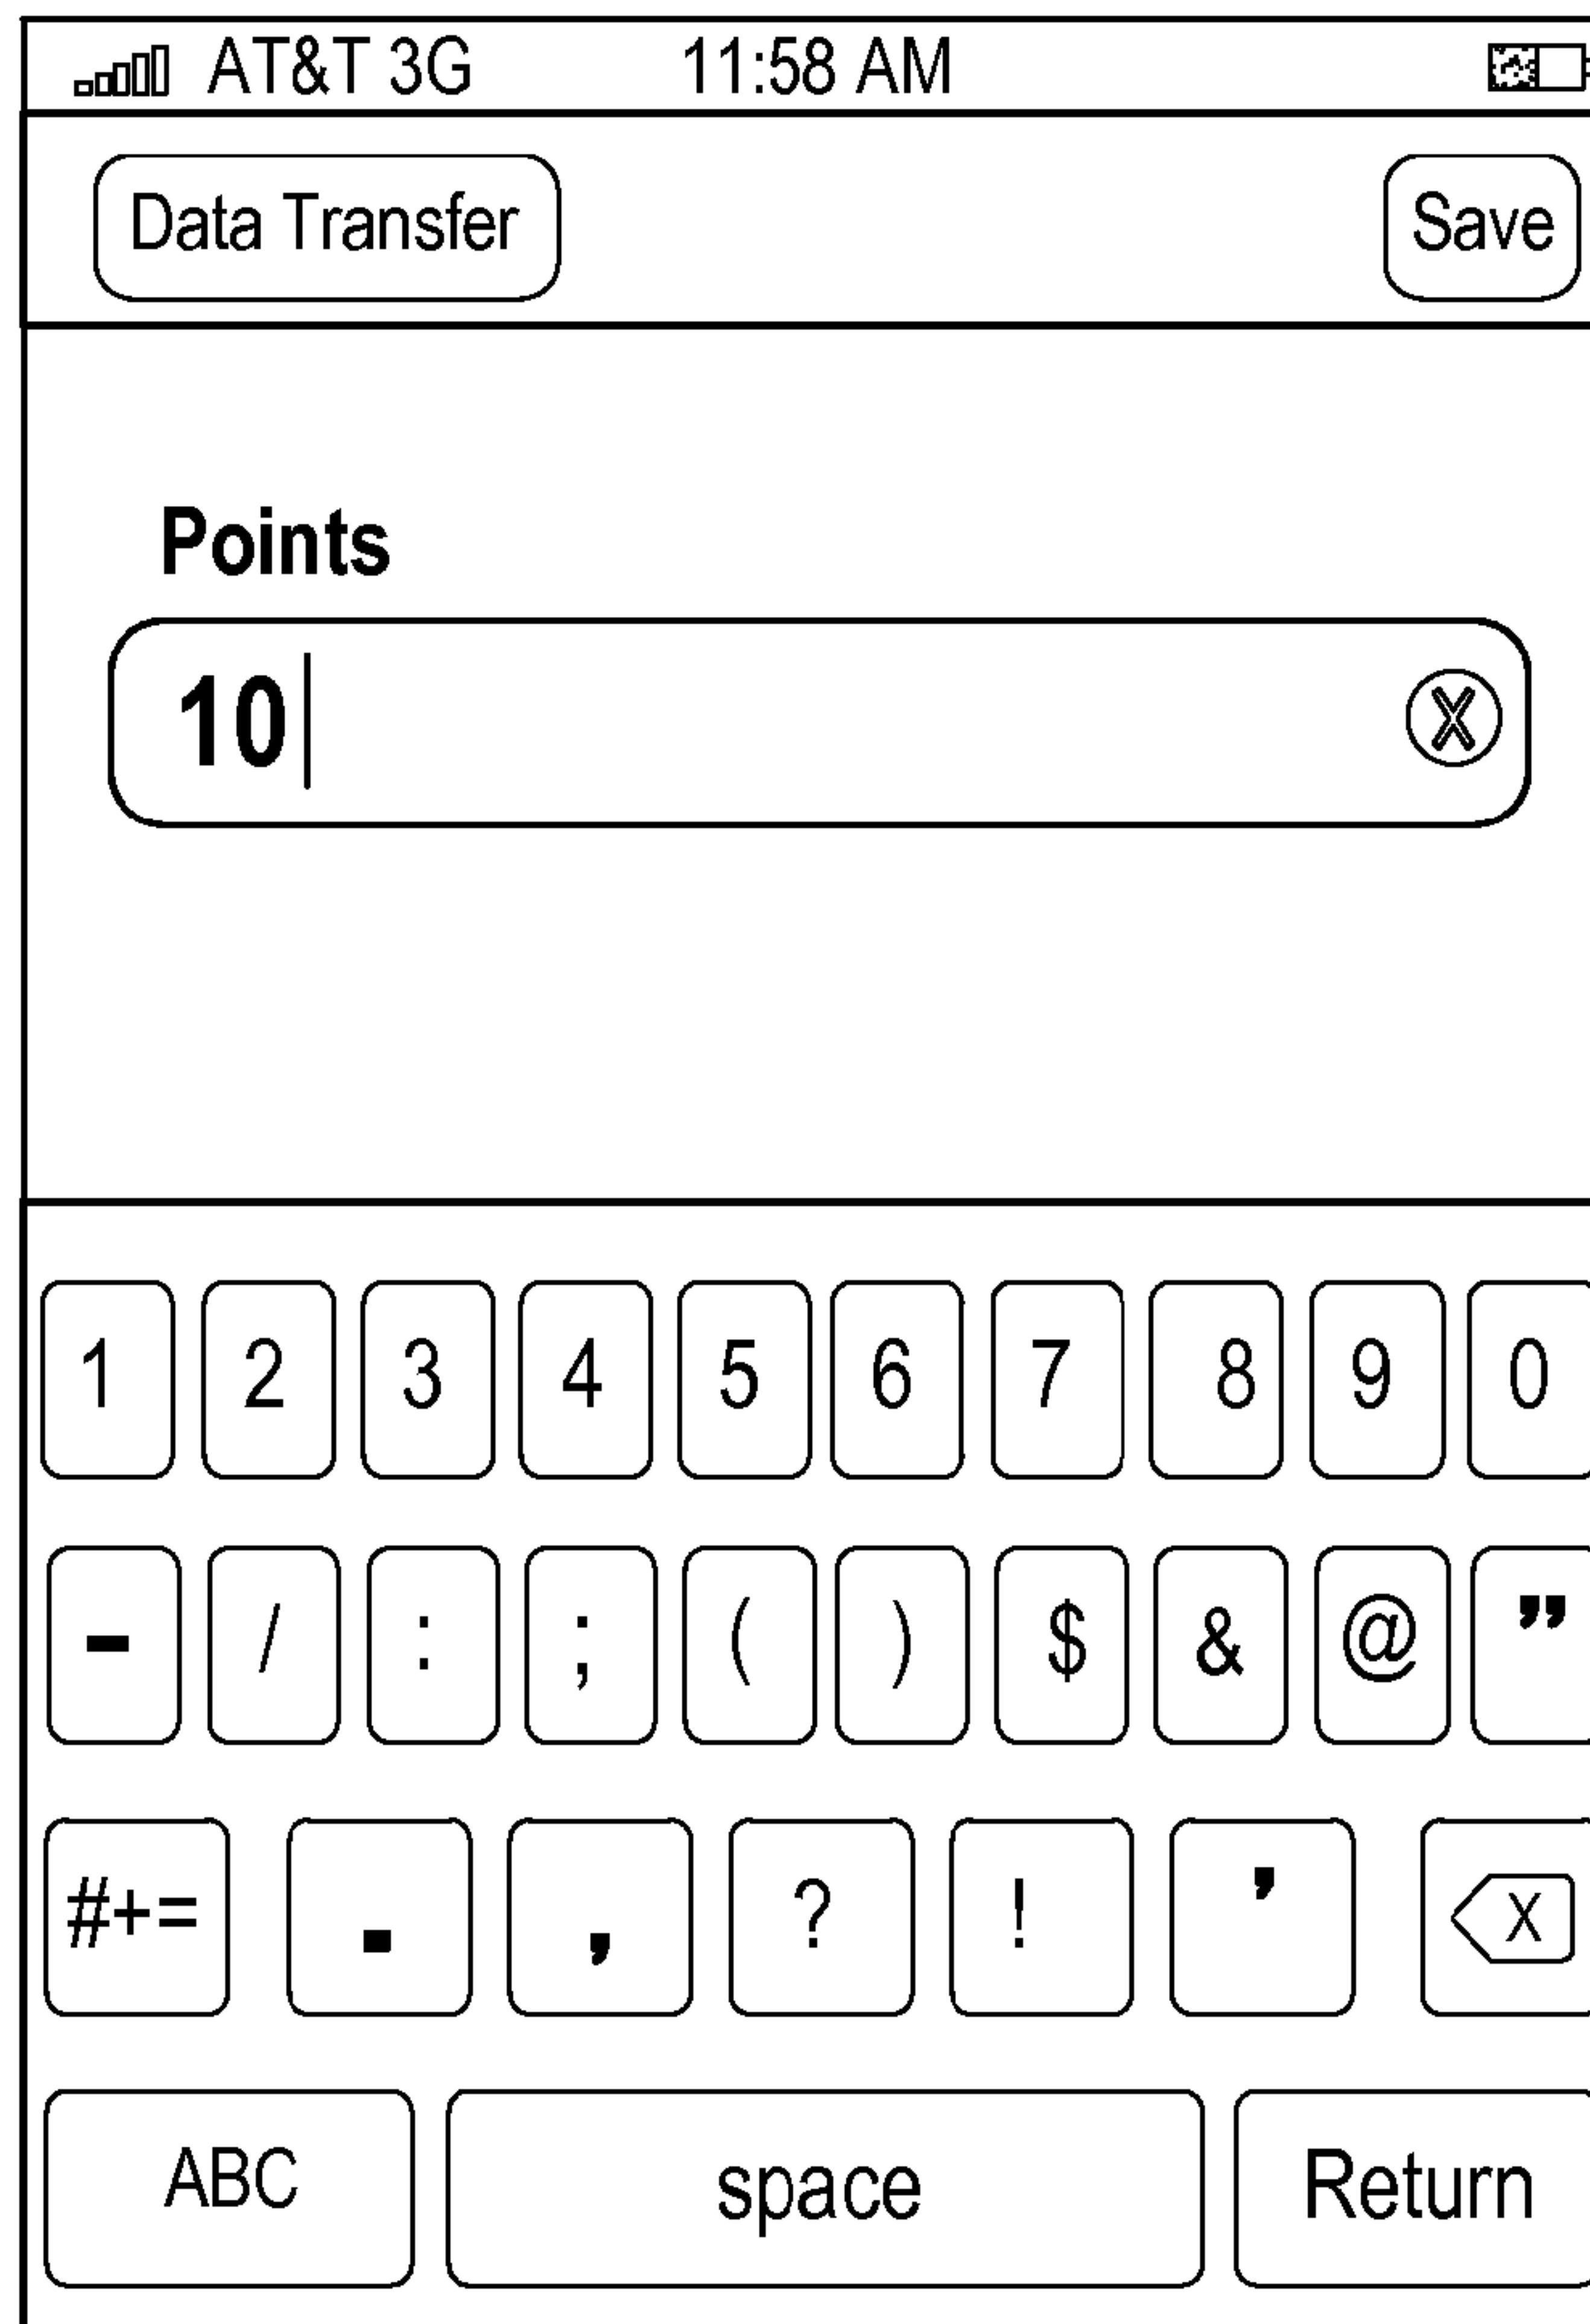 AT&T 3G 11:58 AM
Data Transfer Save
Points
10
1 2 3 4 5 6 7 8 9 0
- / : ; ( ) $ & @ ”
#+= . , ? ! ’ X
ABC space Return